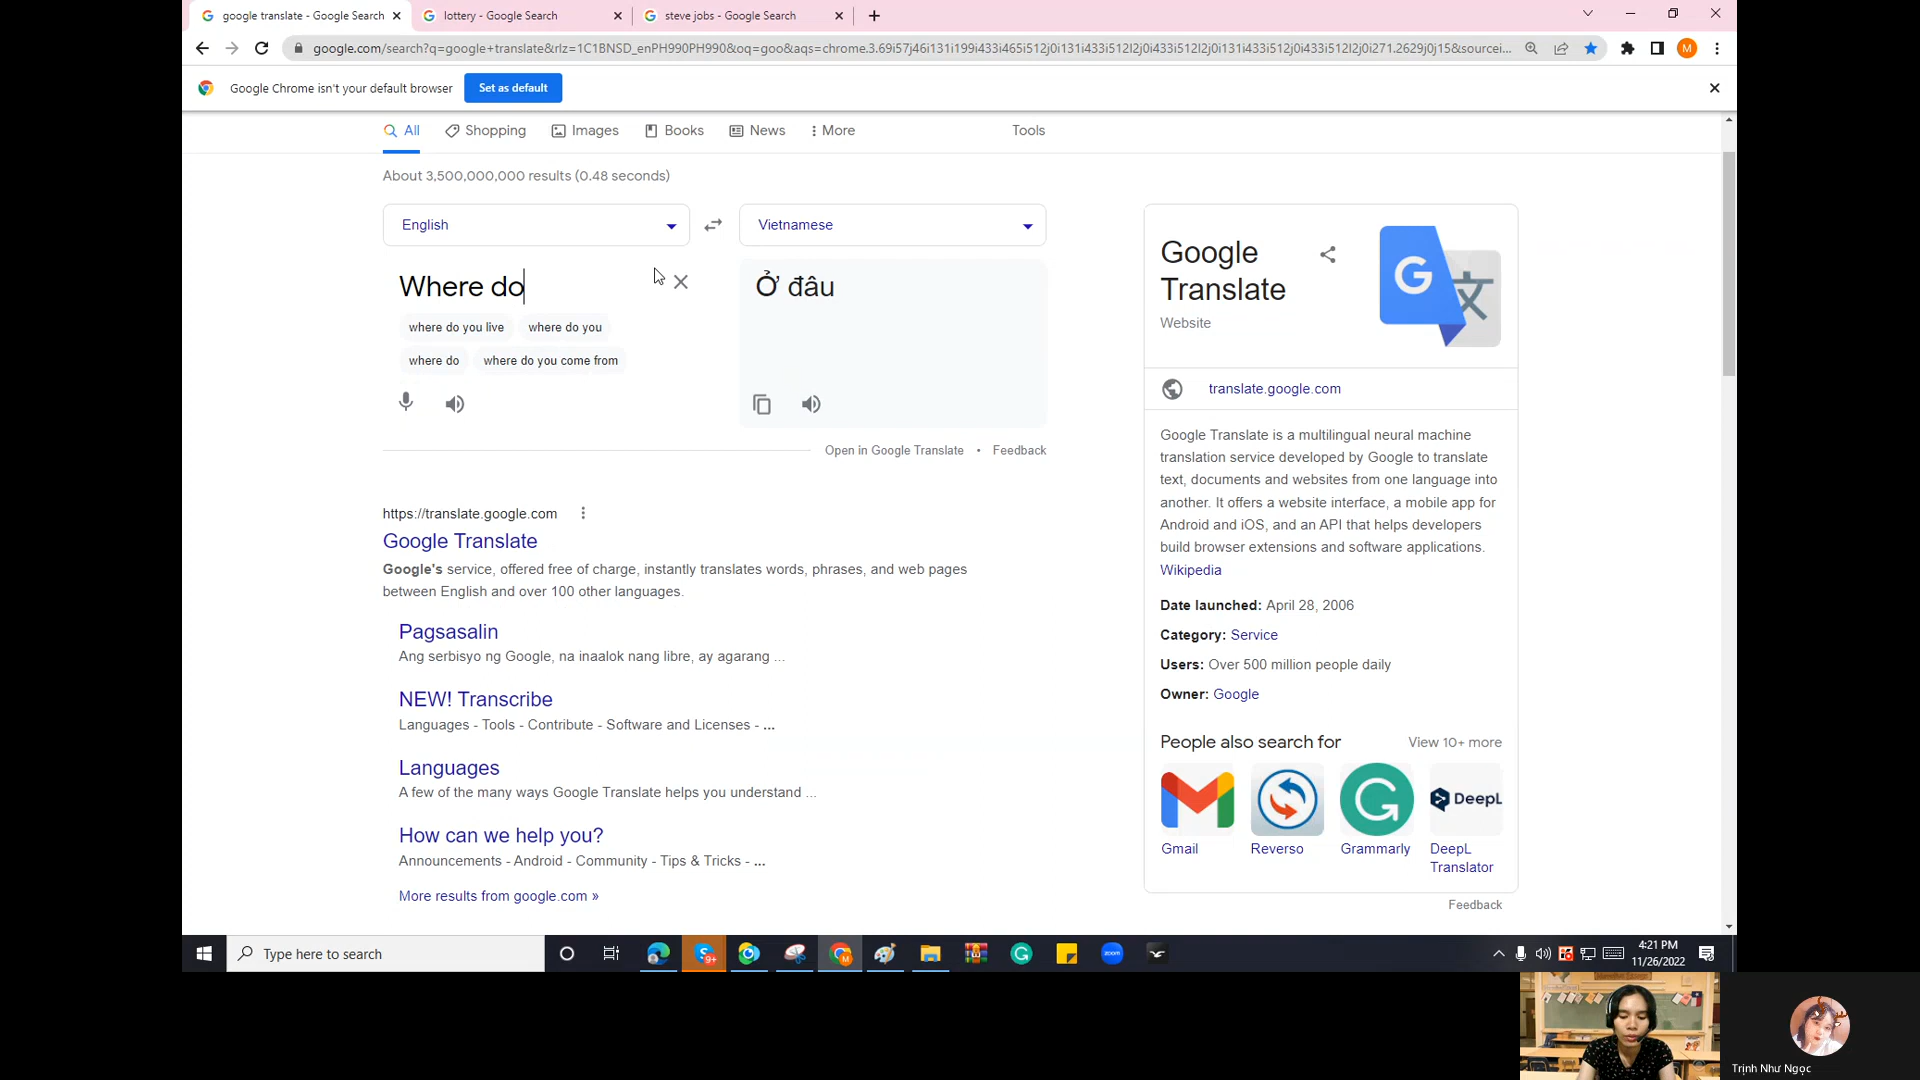 google translate - Google Search
lottery - Google Search
steve jobs - Google Search
google.com/search?q=google+translate&rlz=1C1BNSD_enPH990PH990&oq=goo&aqs=chrome.3.69i57j46i131i199i433i465i512j0i131i433i512l2j0i433i512l2j0i131i433i512j0i433i512l2j0i271.2629j0j15&sourcei...
M
Google Chrome isn't your default browser
Set as default
All
Shopping
Images
Books
News
More
Tools
About 3,500,000,000 results (0.48 seconds)
English
Vietnamese
Where do
Ở đâu
where do you live
where do you
where do
where do you come from
Open in Google Translate • Feedback
https://translate.google.com
Google Translate
Google's service, offered free of charge, instantly translates words, phrases, and web pages
between English and over 100 other languages.
Pagsasalin
Ang serbisyo ng Google, na inaalok nang libre, ay agarang ...
NEW! Transcribe
Languages - Tools - Contribute - Software and Licenses - ...
Languages
A few of the many ways Google Translate helps you understand ...
How can we help you?
Announcements - Android - Community - Tips & Tricks - ...
More results from google.com »
Google
Translate
Website
G
文
translate.google.com
Google Translate is a multilingual neural machine
translation service developed by Google to translate
text, documents and websites from one language into
another. It offers a website interface, a mobile app for
Android and iOS, and an API that helps developers
build browser extensions and software applications.
Wikipedia
Date launched: April 28, 2006
Category: Service
Users: Over 500 million people daily
Owner: Google
People also search for
View 10+ more
DeepL
Gmail
Reverso
Grammarly
DeepL
Translator
Feedback
Type here to search
9+
M
zoom
4:21 PM
11/26/2022
Trịnh Như Ngọc